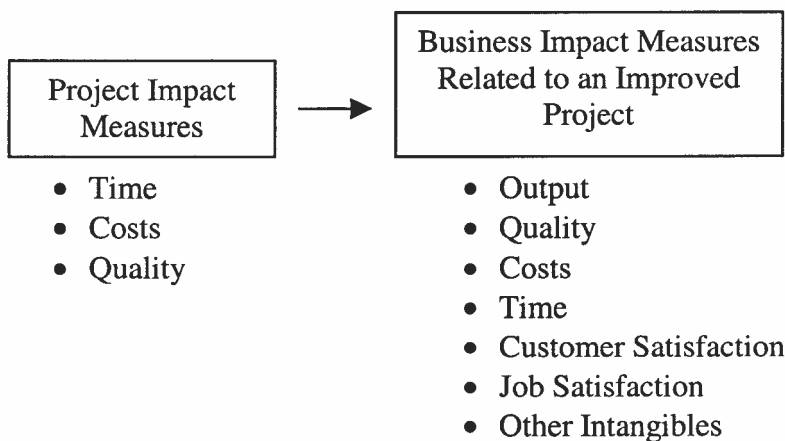 Project Impact
Measures
• Time
• Costs
• Quality
Business Impact Measures
Related to an Improved
Project
• Output
• Quality
• Costs
• Time
• Customer Satisfaction
• Job Satisfaction
• Other Intangibles